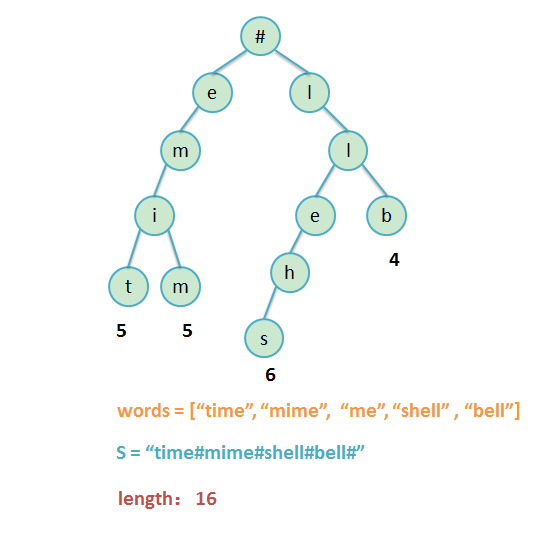 #
e l
m l
i e b
4
t m h
5 5 s
6
words = [“time”, “mime”, “me”, “shell” , “bell”]
S = “time#mime#shell#bell#”
length： 16